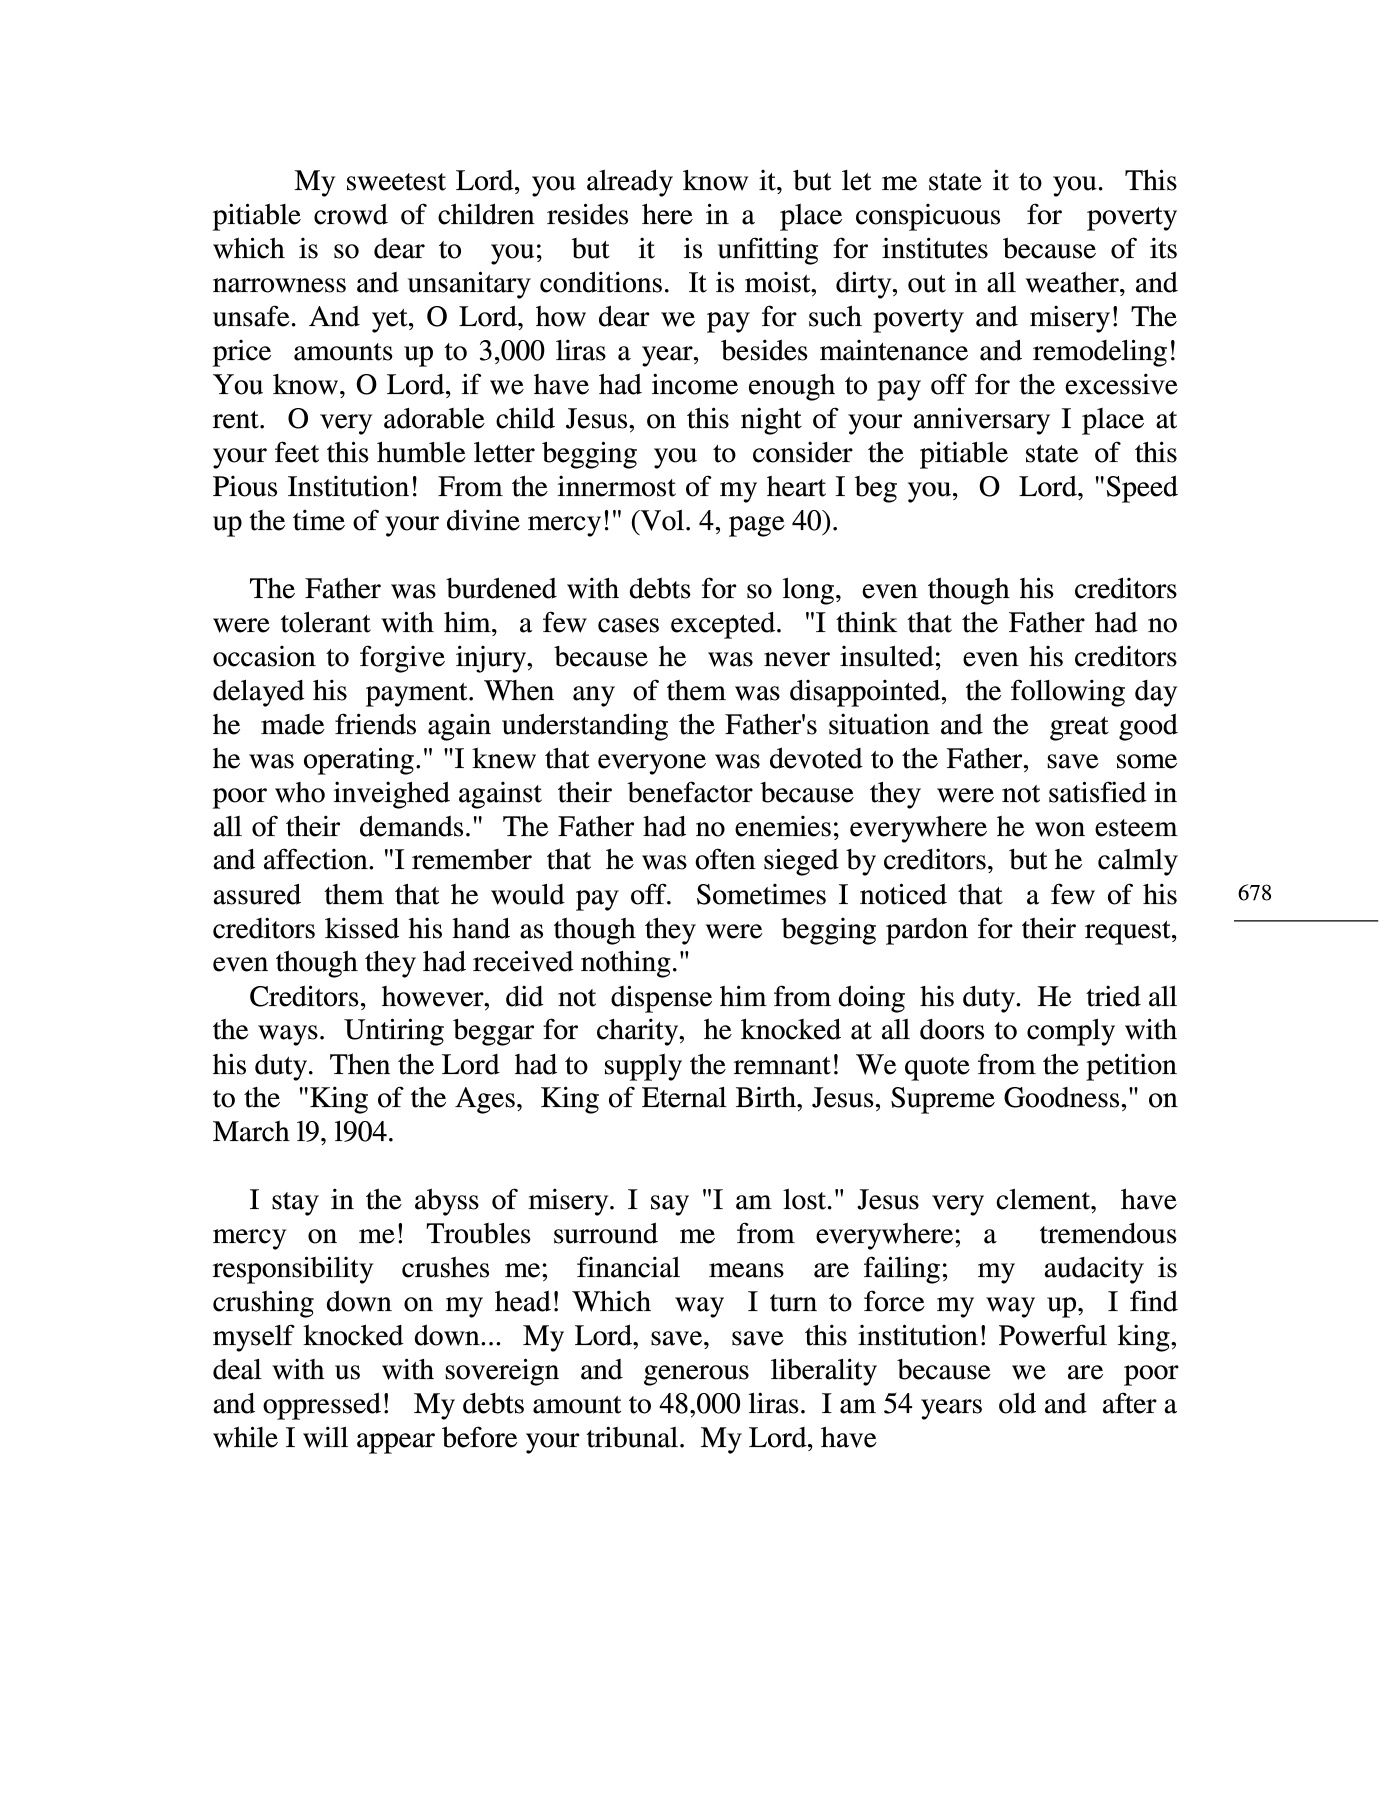 My sweetest Lord, you already know it, but let me state it to you. This
pitiable crowd of children resides here in a place conspicuous for poverty
which is so dear to you; but it is unfitting for institutes because of its
narrowness and unsanitary conditions. It is moist, dirty, out in all weather, and
unsafe. And yet, O Lord, how dear we pay for such poverty and misery! The
price amounts up to 3,000 liras a year, besides maintenance and remodeling!
You know, O Lord, if we have had income enough to pay off for the excessive
rent. O very adorable child Jesus, on this night of your anniversary I place at
your feet this humble letter begging you to consider the pitiable state of this
Pious Institution! From the innermost of my heart I beg you, O Lord, "Speed
up the time of your divine mercy!" (Vol. 4, page 40).
The Father was burdened with debts for so long, even though his creditors
were tolerant with him, a few cases excepted. "I think that the Father had no
occasion to forgive injury, because he was never insulted; even his creditors
delayed his payment. When any of them was disappointed, the following day
he made friends again understanding the Father's situation and the great good
he was operating." "I knew that everyone was devoted to the Father, save some
poor who inveighed against their benefactor because they were not satisfied in
all of their demands." The Father had no enemies; everywhere he won esteem
and affection. "I remember that he was often sieged by creditors, but he calmly
assured them that he would pay off. Sometimes I noticed that a few of his
creditors kissed his hand as though they were begging pardon for their request,
even though they had received nothing."
Creditors, however, did not dispense him from doing his duty. He tried all
the ways. Untiring beggar for charity, he knocked at all doors to comply with
his duty. Then the Lord had to supply the remnant! We quote from the petition
to the "King of the Ages, King of Eternal Birth, Jesus, Supreme Goodness," on
March l9, l904.
I stay in the abyss of misery. I say "I am lost." Jesus very clement, have
mercy on me! Troubles surround me from everywhere; a tremendous
responsibility crushes me; financial means are failing; my audacity is
crushing down on my head! Which way I turn to force my way up, I find
myself knocked down... My Lord, save, save this institution! Powerful king,
deal with us with sovereign and generous liberality because we are poor
and oppressed! My debts amount to 48,000 liras. I am 54 years old and after a
while I will appear before your tribunal. My Lord, have
678